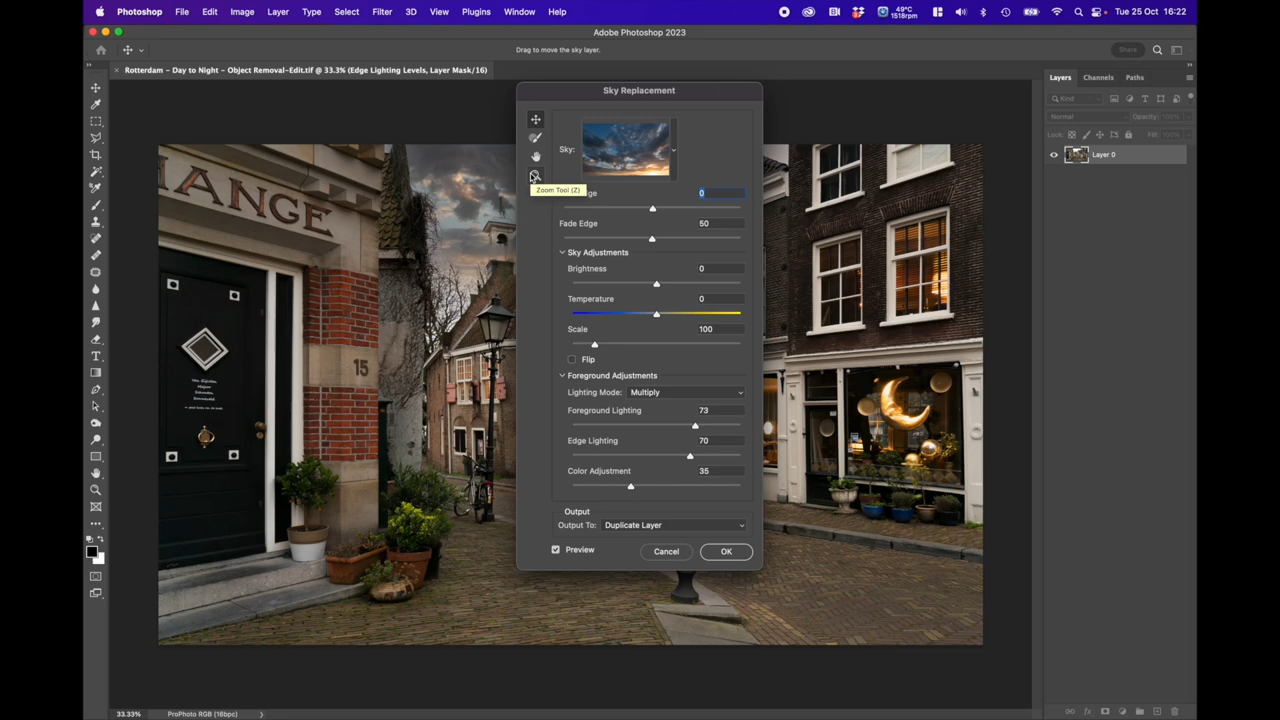 Photoshop File Edit Image Layer Type Select Filter 3D View Plugins Window Help 49°C 1518rpm Tue 25 Oct 16:22
Adobe Photoshop 2023
Drag to move the sky layer. Share
Rotterdam – Day to Night – Object Removal-Edit.tif @ 33.3% (Edge Lighting Levels, Layer Mask/16)
Layers Channels Paths
Sky Replacement
Kind
Normal Opacity: 100%
Lock: Fill: 100%
Sky:
Layer 0
Zoom Tool (Z)
0
Fade Edge 50
Sky Adjustments
Brightness 0
Temperature 0
Scale 100
Flip
Foreground Adjustments
Lighting Mode: Multiply
Foreground Lighting 73
Edge Lighting 70
Color Adjustment 35
Output
Output To: Duplicate Layer
Preview Cancel OK
HANGE
15
33.33% ProPhoto RGB (16bpc)